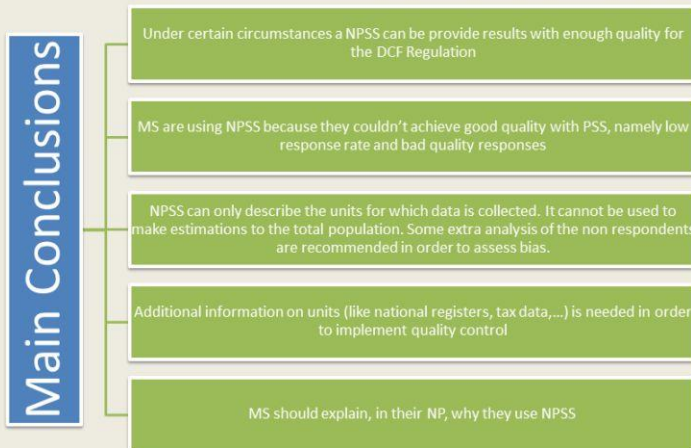 Main Conclusions
Under certain circumstances a NPSS can be provide results with enough quality for
the DCF Regulation
MS are using NPSS because they couldn't achieve good quality with PSS, namely low
response rate and bad quality responses
NPSS can only describe the units for which data is collected. It cannot be used to
make estimations to the total population. Some extra analysis of the non respondents
are recommended in order to assess bias.
Additional information on units (like national registers, tax data,...) is needed in order
to implement quality control
MS should explain, in their NP, why they use NPSS